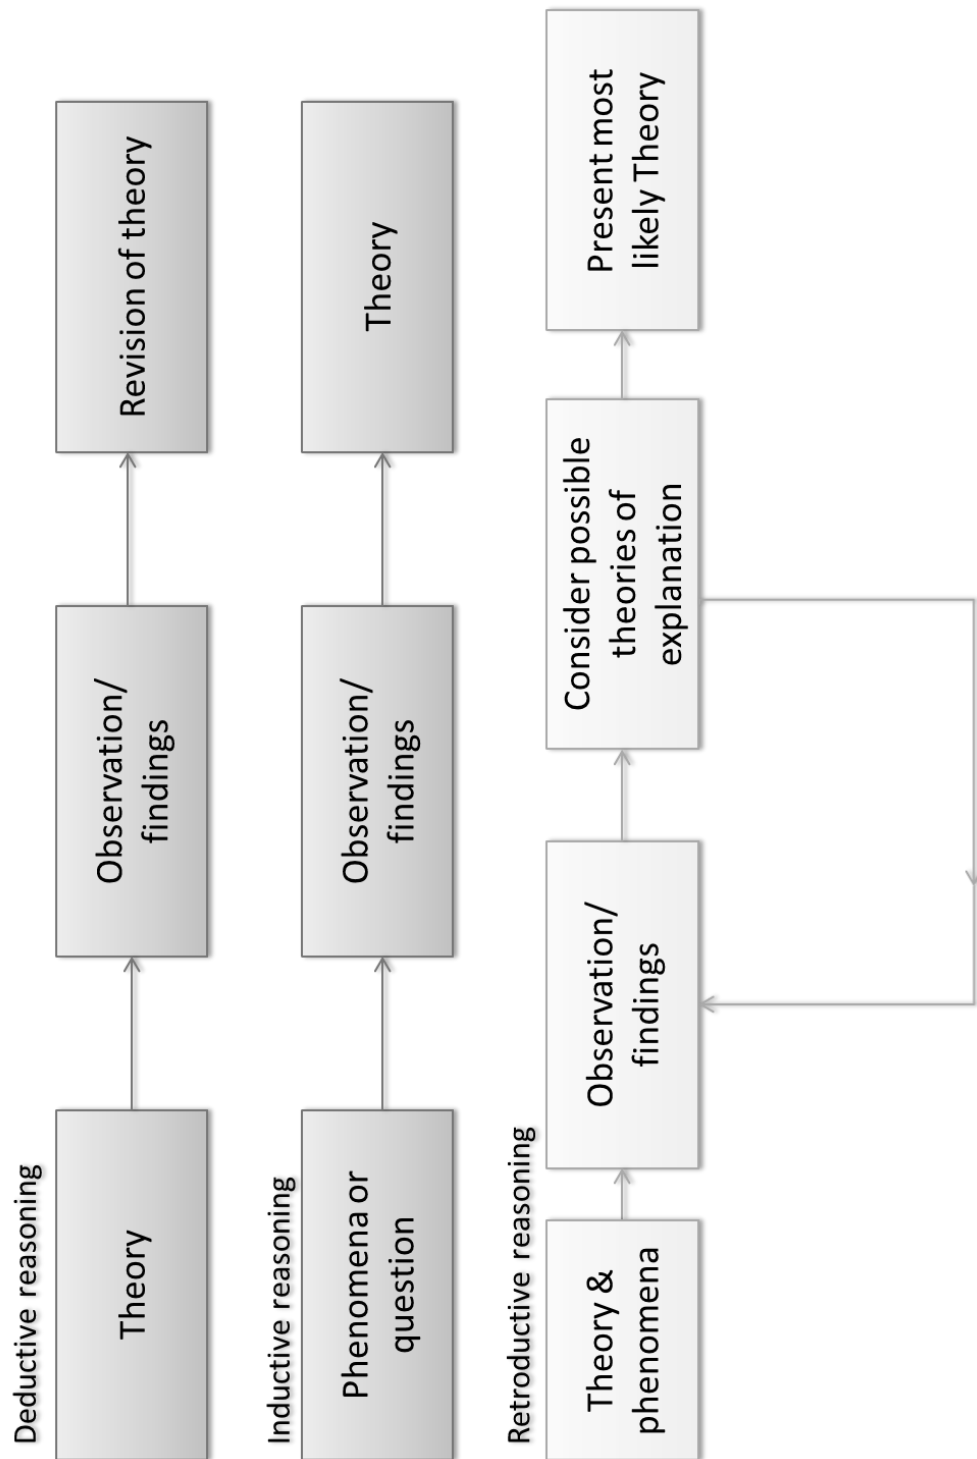 Deductive reasoning
Theory
Observation/
findings
Revision of theory
Inductive reasoning
Phenomena or
question
Observation/
findings
Theory
Retroductive reasoning
Theory &
phenomena
Observation/
findings
Consider possible
theories of
explanation
Present most
likely Theory